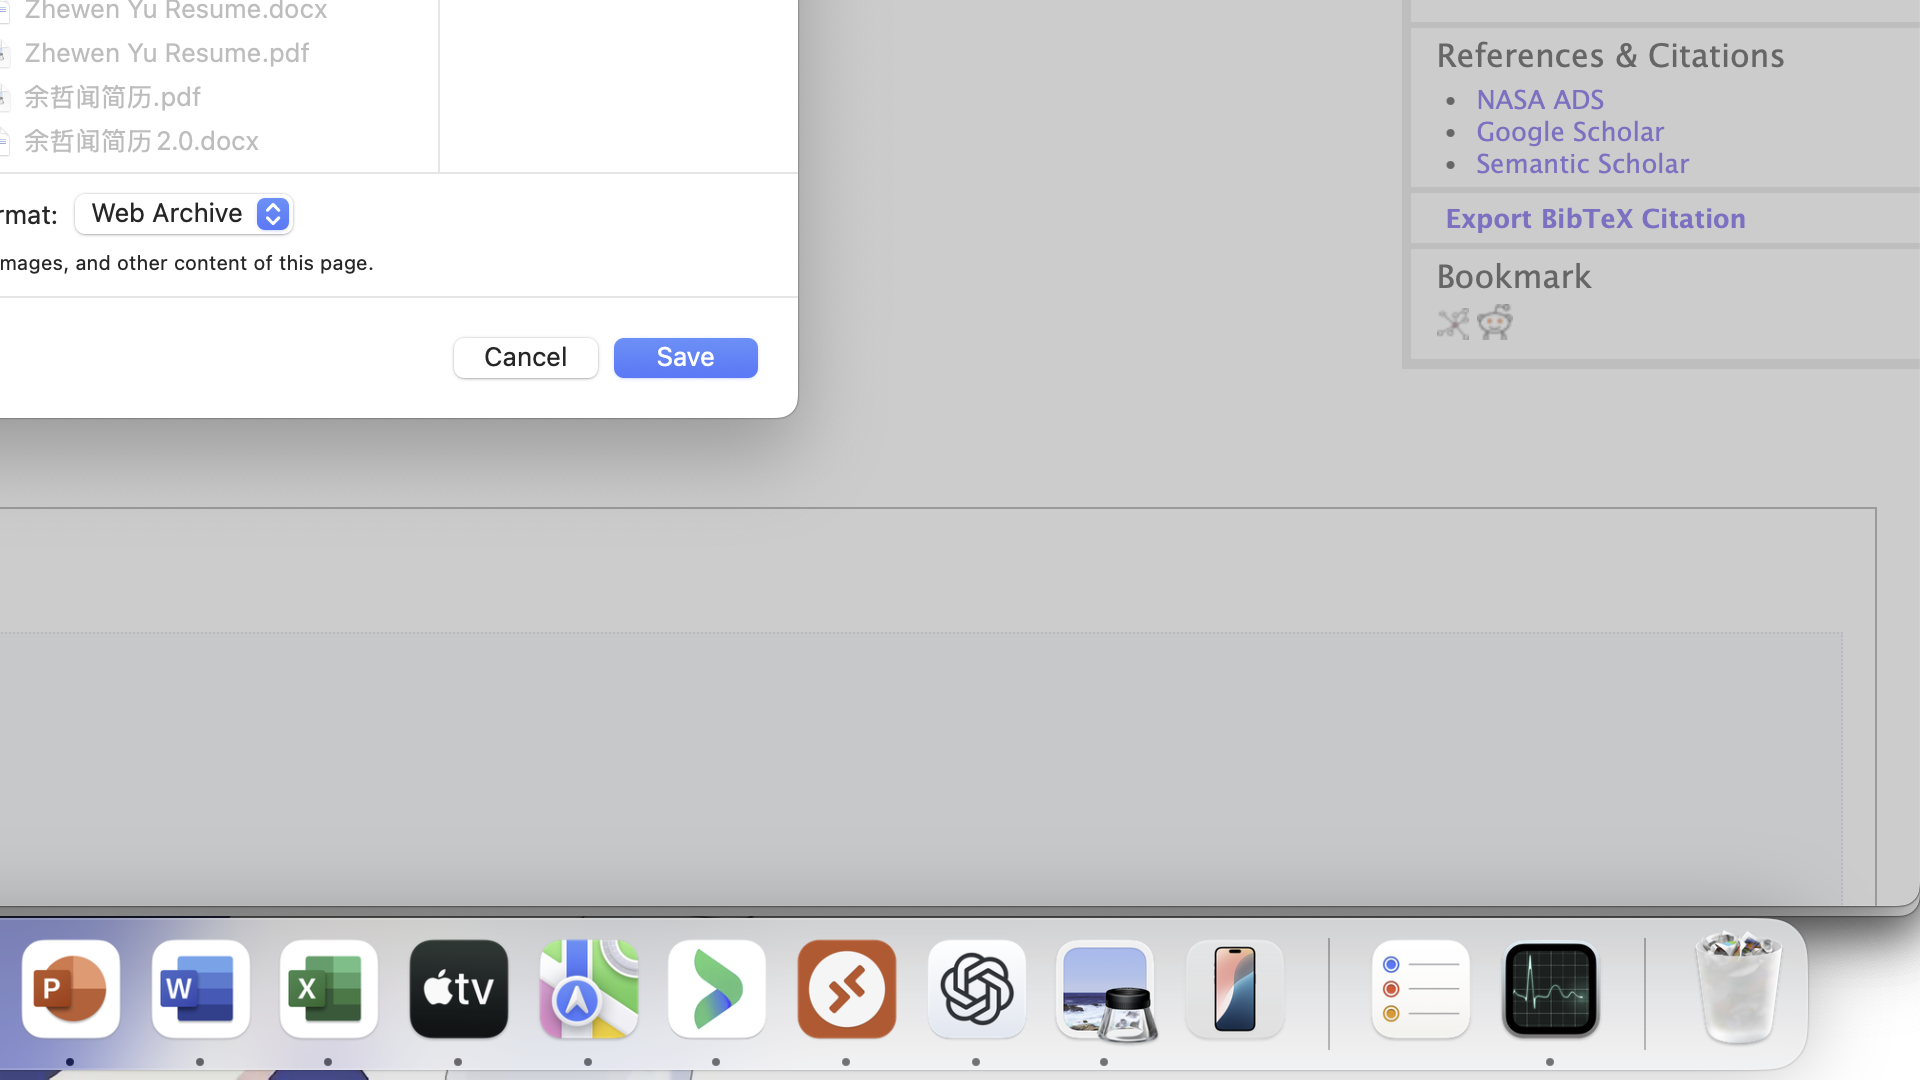 Zhewen Yu Resume.docx
Zhewen Yu Resume.pdf
余哲闻简历.pdf
余哲闻简历 2.0.docx
rmat: Web Archive
mages, and other content of this page.
Cancel
Save
References & Citations
NASA ADS
Google Scholar
Semantic Scholar
Export BibTeX Citation
Bookmark
P
W
X
tv